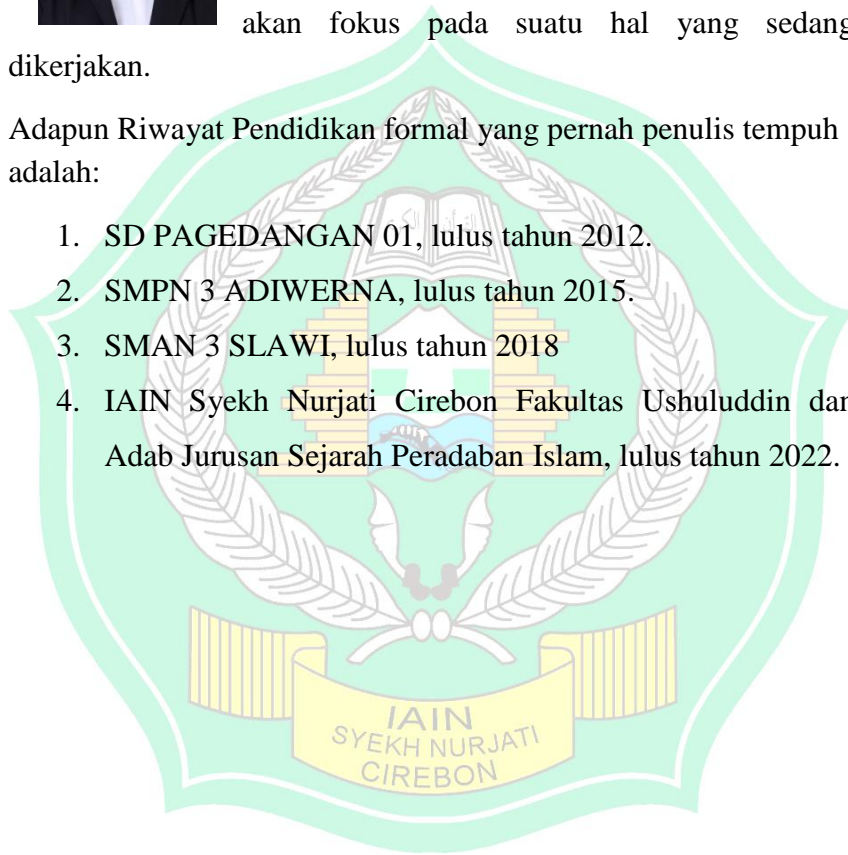 akan fokus pada suatu hal yang sedang
dikerjakan.
Adapun Riwayat Pendidikan formal yang pernah penulis tempuh
adalah:
1. SD PAGEDANGAN 01, lulus tahun 2012.
2. SMPN 3 ADIWERNA, lulus tahun 2015.
3. SMAN 3 SLAWI, lulus tahun 2018
4. IAIN Syekh Nurjati Cirebon Fakultas Ushuluddin dan
Adab Jurusan Sejarah Peradaban Islam, lulus tahun 2022.
IAIN
SYEKH NURJATI
CIREBON